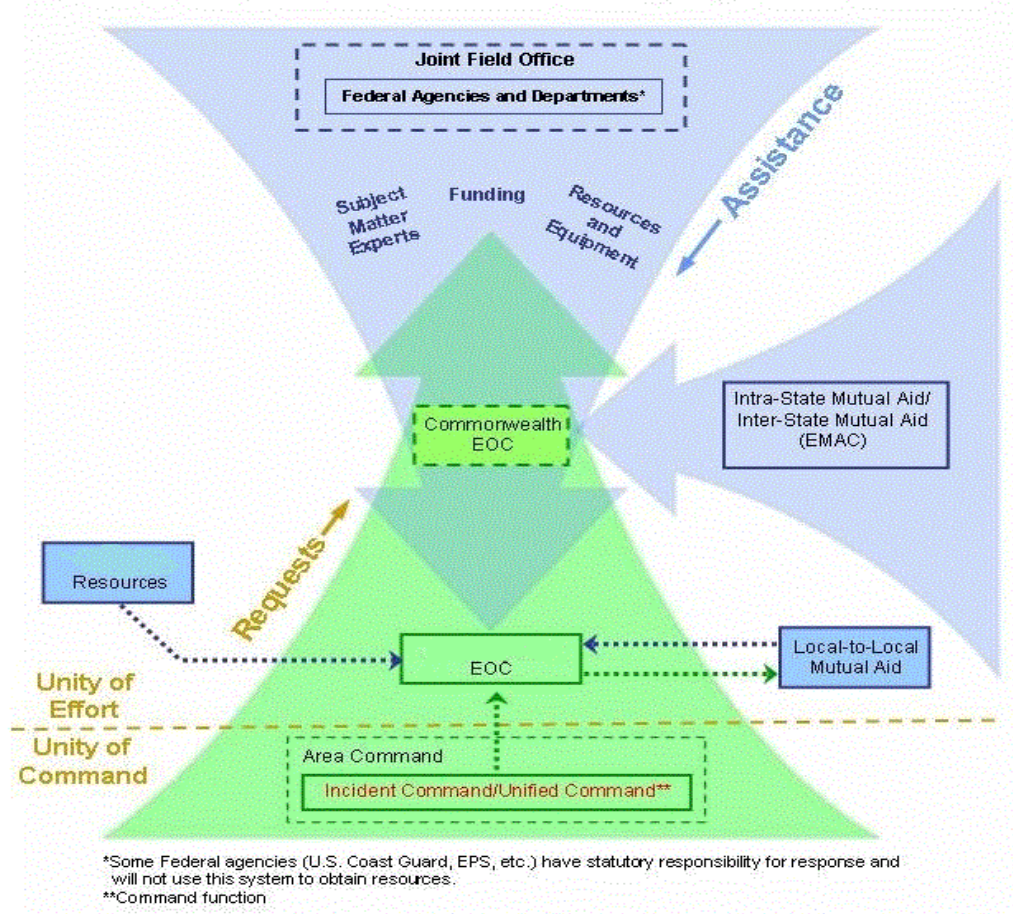 Joint Field Office
Federal Agencies and Departments*
Assistance
Subject
Matter
Experts
Funding
Resources
and
Equipment
Intra-State Mutual Aid/
Inter-State Mutual Aid
(EMAC)
Commonwealth
EOC
Requests
Resources
EOC
Local-to-Local
Mutual Aid
Unity of
Effort
Unity of
Command
Area Command
Incident Command/Unified Command**
*Some Federal agencies (U.S. Coast Guard, EPS, etc.) have statutory responsibility for response and
will not use this system to obtain resources.
**Command function